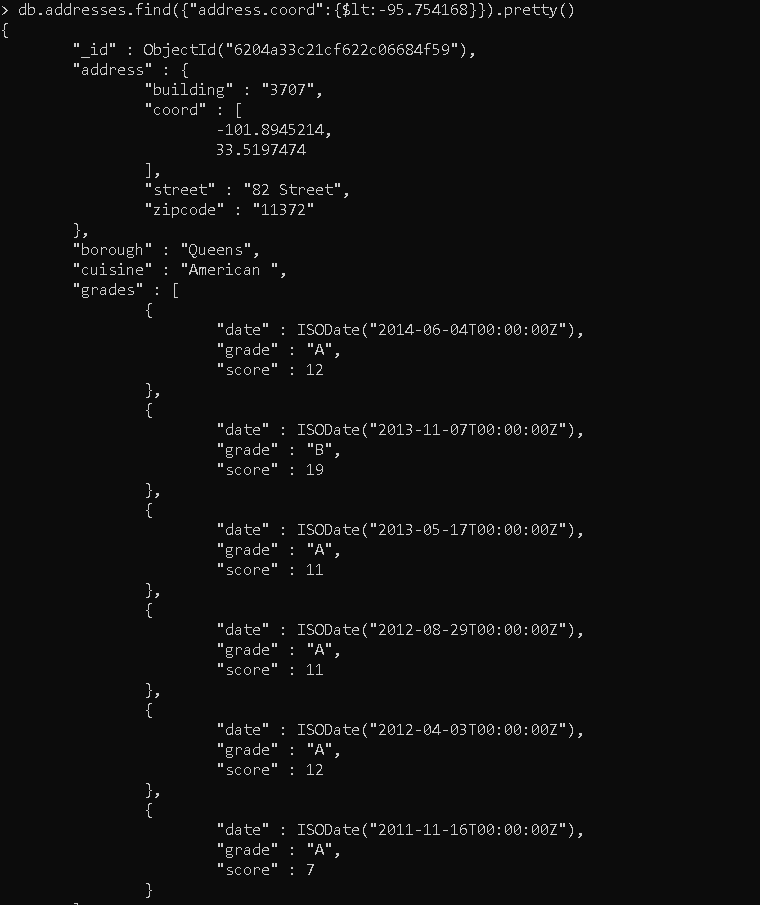 > db.addresses.find({"address.coord":{$lt:-95.754168}}).pretty()
{
        "_id" : ObjectId("6204a33c21cf622c06684f59"),
        "address" : {
                "building" : "3707",
                "coord" : [
                        -101.8945214,
                        33.5197474
                ],
                "street" : "82 Street",
                "zipcode" : "11372"
        },
        "borough" : "Queens",
        "cuisine" : "American ",
        "grades" : [
                {
                        "date" : ISODate("2014-06-04T00:00:00Z"),
                        "grade" : "A",
                        "score" : 12
                },
                {
                        "date" : ISODate("2013-11-07T00:00:00Z"),
                        "grade" : "B",
                        "score" : 19
                },
                {
                        "date" : ISODate("2013-05-17T00:00:00Z"),
                        "grade" : "A",
                        "score" : 11
                },
                {
                        "date" : ISODate("2012-08-29T00:00:00Z"),
                        "grade" : "A",
                        "score" : 11
                },
                {
                        "date" : ISODate("2012-04-03T00:00:00Z"),
                        "grade" : "A",
                        "score" : 12
                },
                {
                        "date" : ISODate("2011-11-16T00:00:00Z"),
                        "grade" : "A",
                        "score" : 7
                }